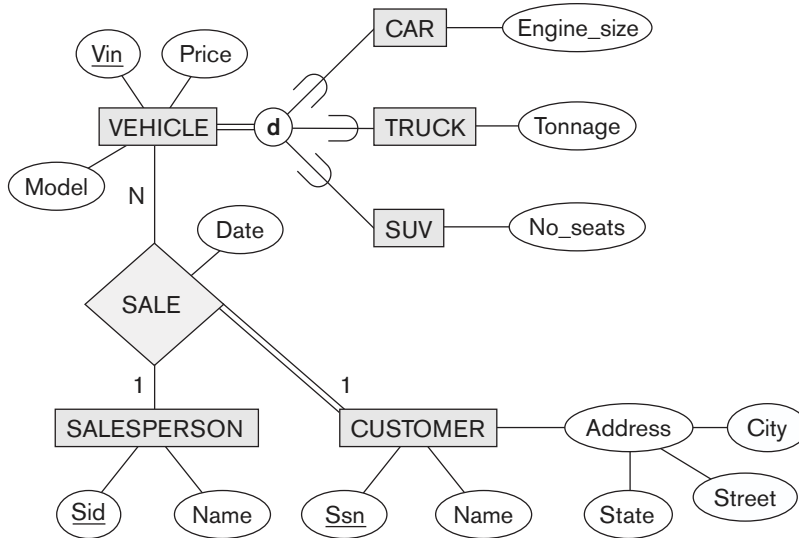 CAR
Engine_size
Vin
Price
VEHICLE
d
TRUCK
Tonnage
Model
N
SUV
No_seats
Date
SALE
1
1
SALESPERSON
CUSTOMER
Address
City
Sid
Name
Ssn
Name
State
Street